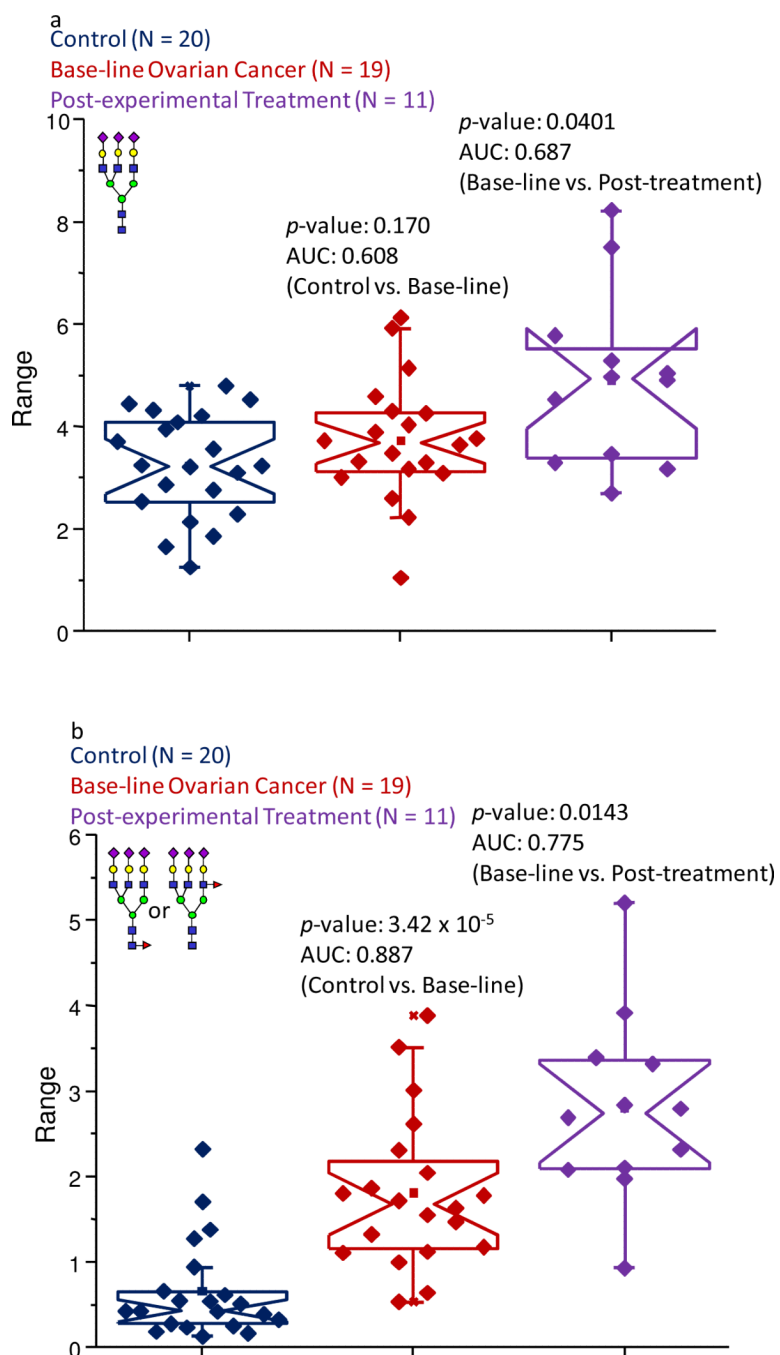 a
Control (N = 20)
Base-line Ovarian Cancer (N = 19)
Post-experimental Treatment (N = 11)
p-value: 0.0401
AUC: 0.687
(Base-line vs. Post-treatment)
p-value: 0.170
AUC: 0.608
(Control vs. Base-line)
10
8
6
4
2
0
Range
b
Control (N = 20)
Base-line Ovarian Cancer (N = 19)
Post-experimental Treatment (N = 11)
p-value: 0.0143
AUC: 0.775
(Base-line vs. Post-treatment)
or
p-value: 3.42 x 10⁻⁵
AUC: 0.887
(Control vs. Base-line)
6
5
4
3
2
1
0
Range